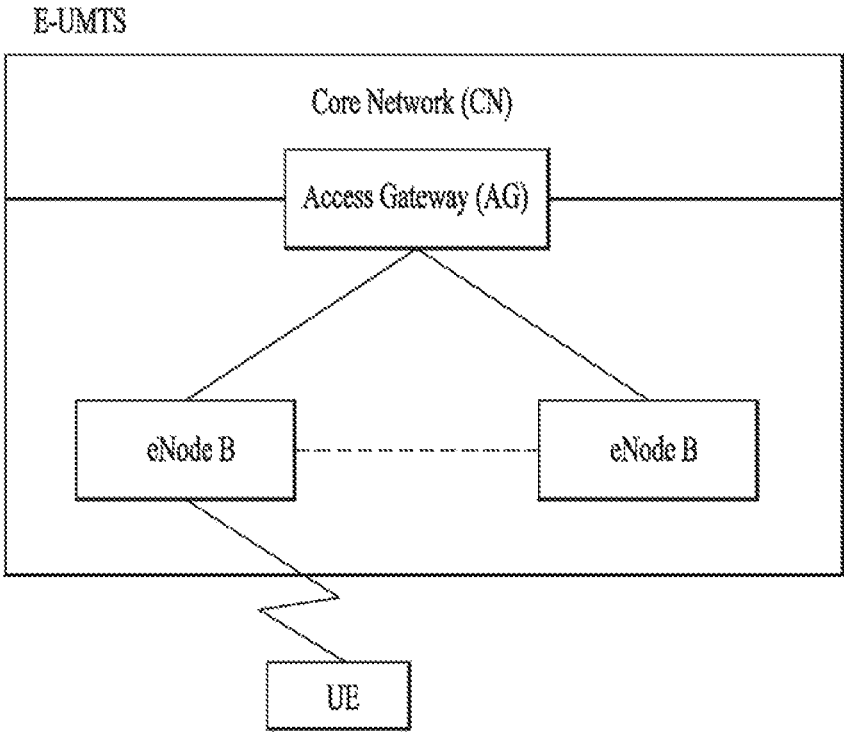 E-UMTS
Core Network (CN)
Access Gateway (AG)
eNode B
eNode B
UE